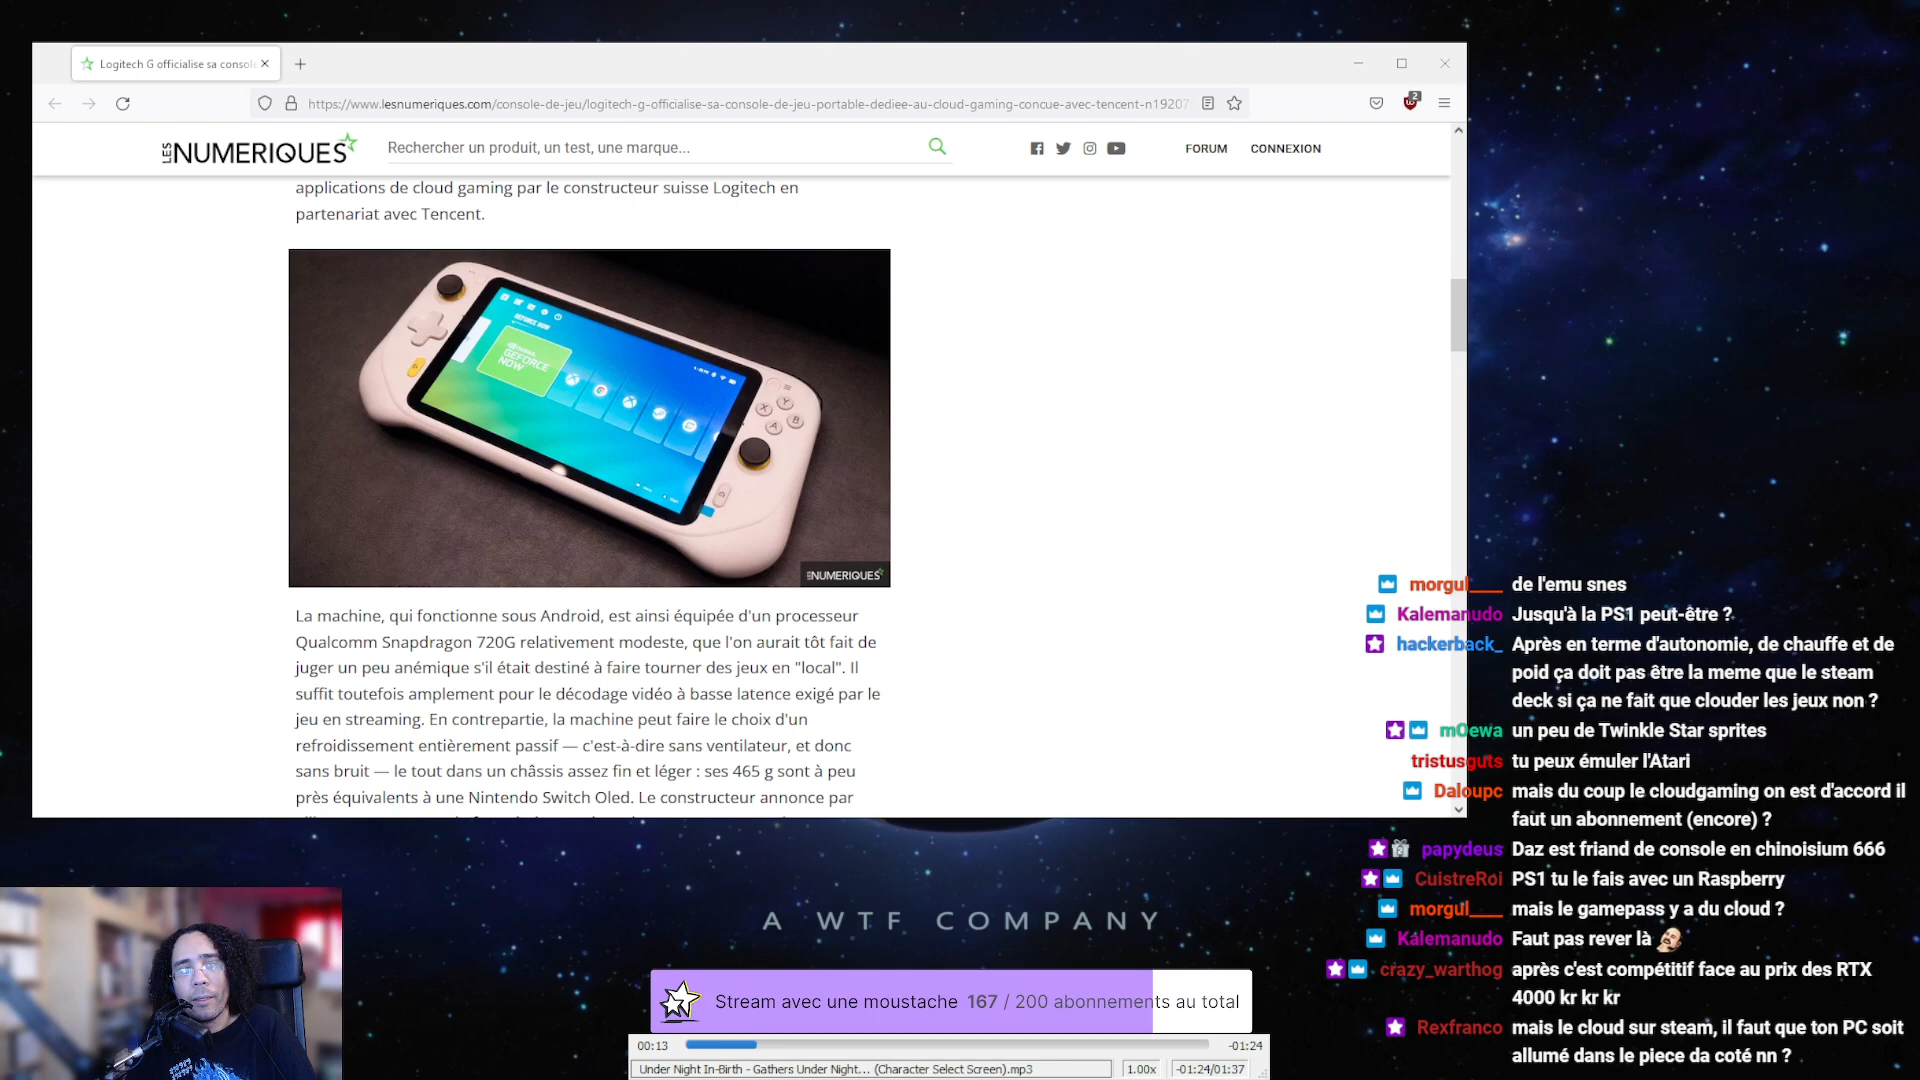 Logitech G officialise sa console
https://www.lesnumeriques.com/console-de-jeu/logitech-g-officialise-sa-console-de-jeu-portable-dediee-au-cloud-gaming-concue-avec-tencent-n19207
2
LES NUMERIQUES
Rechercher un produit, un test, une marque...
FORUM
CONNEXION
applications de cloud gaming par le constructeur suisse Logitech en
partenariat avec Tencent.
GEFORCE NOW
NVIDIA
GEFORCE
NOW
Y
X
B
A
LES NUMERIQUES
La machine, qui fonctionne sous Android, est ainsi équipée d'un processeur
Qualcomm Snapdragon 720G relativement modeste, que l'on aurait tôt fait de
juger un peu anémique s'il était destiné à faire tourner des jeux en "local". Il
suffit toutefois amplement pour le décodage vidéo à basse latence exigé par le
jeu en streaming. En contrepartie, la machine peut faire le choix d'un
refroidissement entièrement passif — c'est-à-dire sans ventilateur, et donc
sans bruit — le tout dans un châssis assez fin et léger : ses 465 g sont à peu
près équivalents à une Nintendo Switch Oled. Le constructeur annonce par
morgul____ de l'emu snes
Kalemanudo Jusqu'à la PS1 peut-être ?
hackerback_ Après en terme d'autonomie, de chauffe et de
poid ça doit pas être la meme que le steam
deck si ça ne fait que clouder les jeux non ?
m0ewa un peu de Twinkle Star sprites
tristusguts tu peux émuler l'Atari
Daloupc mais du coup le cloudgaming on est d'accord il
faut un abonnement (encore) ?
papydeus Daz est friand de console en chinoisium 666
CuistreRoi PS1 tu le fais avec un Raspberry
morgul____ mais le gamepass y a du cloud ?
Kalemanudo Faut pas rever là
crazy_warthog après c'est compétitif face au prix des RTX
4000 kr kr kr
Rexfranco mais le cloud sur steam, il faut que ton PC soit
allumé dans le piece da coté nn ?
A WTF COMPANY
Stream avec une moustache 167 / 200 abonnements au total
00:13
-01:24
Under Night In-Birth - Gathers Under Night... (Character Select Screen).mp3
1.00x
-01:24/01:37